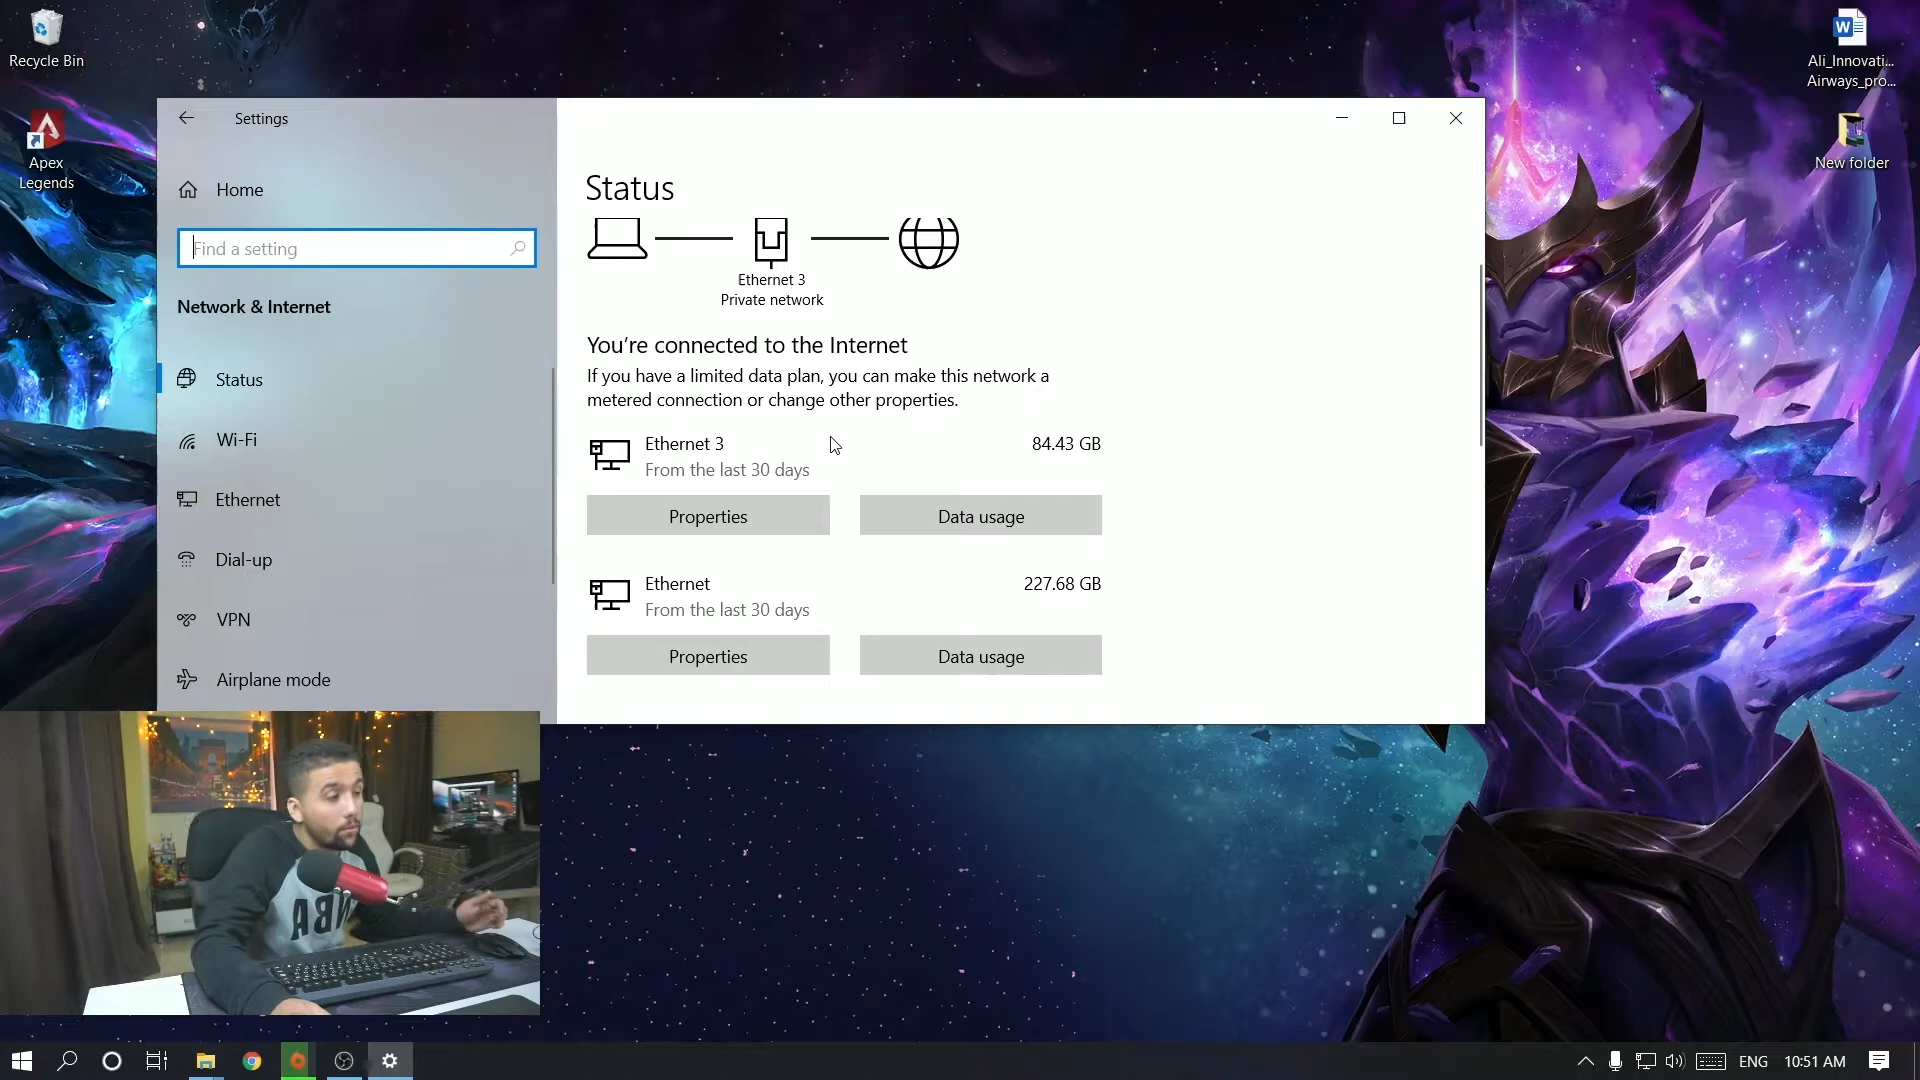 Recycle Bin
Apex
Legends
Ali_Innovati...
Airways_pro...
New folder
Settings
Home
Find a setting
Network & Internet
Status
Wi-Fi
Ethernet
Dial-up
VPN
Airplane mode
Status
Ethernet 3
Private network
You're connected to the Internet
If you have a limited data plan, you can make this network a
metered connection or change other properties.
Ethernet 3 84.43 GB
From the last 30 days
Properties Data usage
Ethernet 227.68 GB
From the last 30 days
Properties Data usage
NBA
ENG 10:51 AM